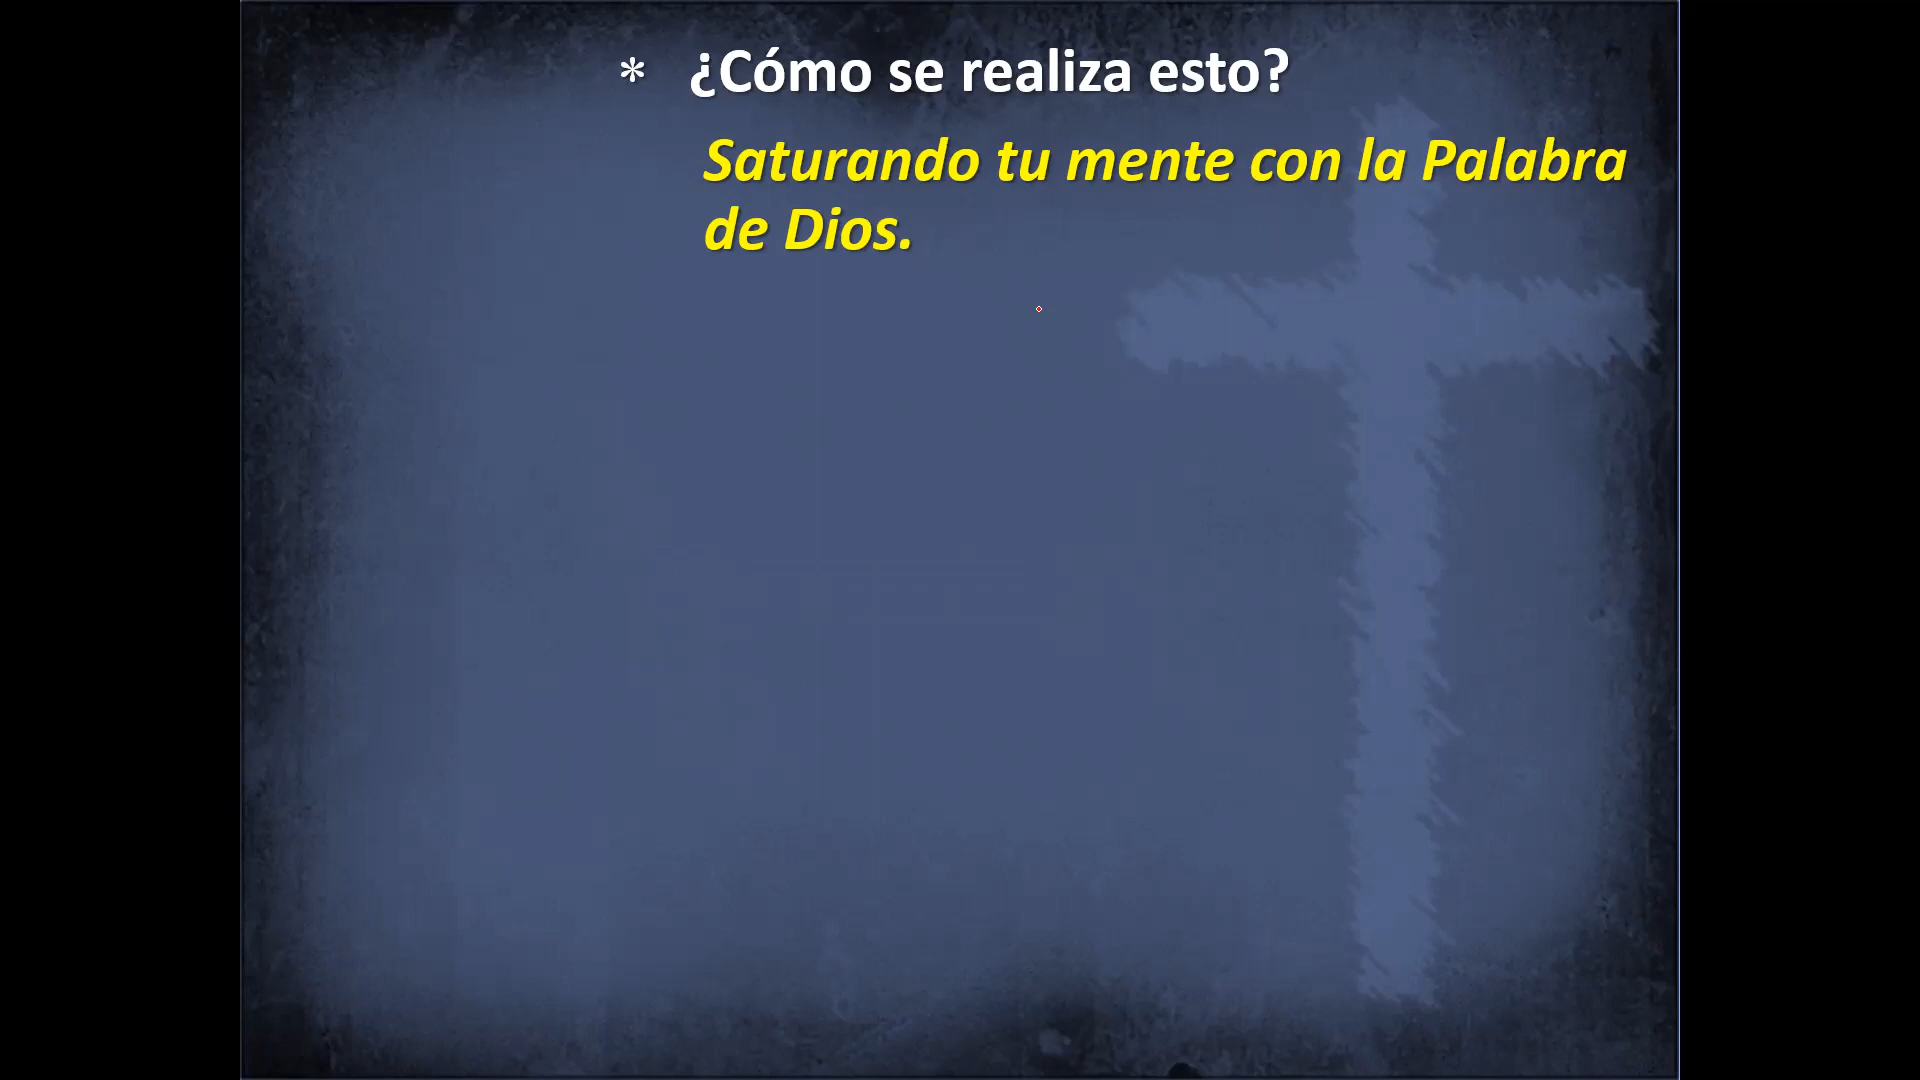 * ¿Cómo se realiza esto?
Saturando tu mente con la Palabra
de Dios.